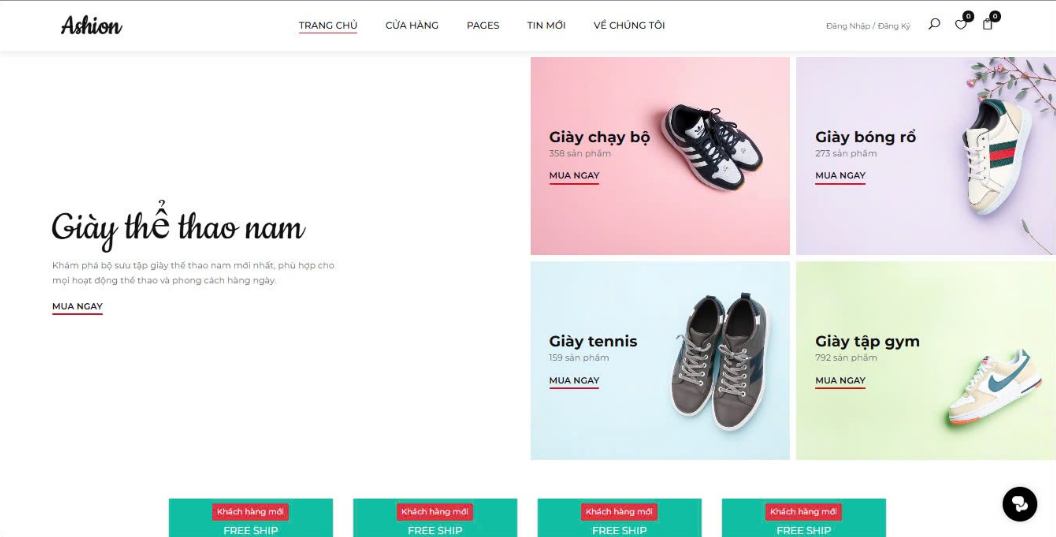 Ashion
TRANG CHỦ
CỬA HÀNG
PAGES
TIN MỚI
VỀ CHÚNG TÔI
Đăng Nhập / Đăng Ký
0
0
Giày thể thao nam
Khám phá bộ sưu tập giày thể thao nam mới nhất, phù hợp cho
mọi hoạt động thể thao và phong cách hàng ngày.
MUA NGAY
Giày chạy bộ
358 sản phẩm
MUA NGAY
Giày bóng rổ
273 sản phẩm
MUA NGAY
Giày tennis
159 sản phẩm
MUA NGAY
Giày tập gym
792 sản phẩm
MUA NGAY
Khách hàng mới
FREE SHIP
Khách hàng mới
FREE SHIP
Khách hàng mới
FREE SHIP
Khách hàng mới
FREE SHIP